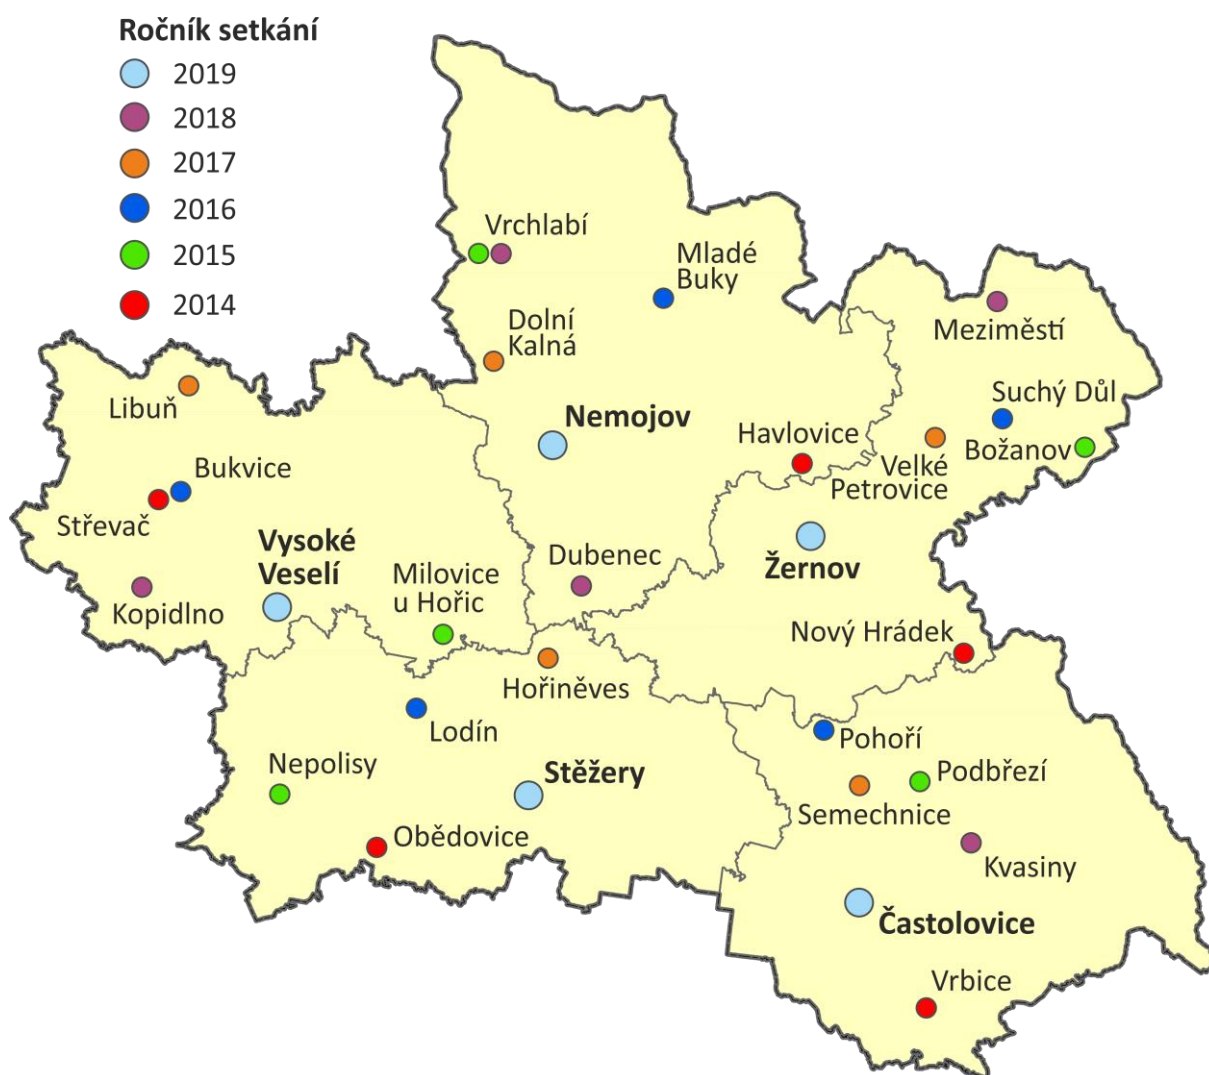 Ročník setkání
2019
2018
2017
2016
2015
2014
Vrchlabí
Mladé
Buky
Meziměstí
Dolní
Kalná
Libuň
Suchý Důl
Nemojov
Havlovice
Božanov
Velké
Petrovice
Bukvice
Střevač
Vysoké
Veselí
Dubenec
Žernov
Milovice
u Hořic
Kopidlno
Nový Hrádek
Hořiněves
Lodín
Pohoří
Nepolisy
Stěžery
Podbřezí
Semechnice
Obědovice
Kvasiny
Častolovice
Vrbice